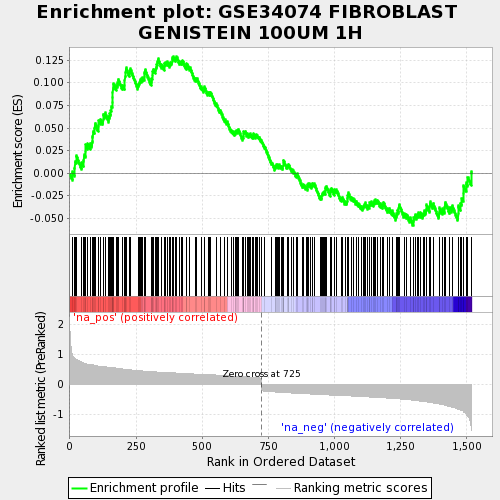 Enrichment plot: GSE34074 FIBROBLAST
GENISTEIN 100UM 1H
Enrichment score (ES)
0.125
0.100
0.075
0.050
0.025
0.000
-0.025
-0.050
'na_pos' (positively correlated)
Ranked list metric (PreRanked)
2
1
0
-1
Zero cross at 725
'na_neg' (negatively correlated)
0
250
500
750
1,000
1,250
1,500
Rank in Ordered Dataset
Enrichment profile
Hits
Ranking metric scores